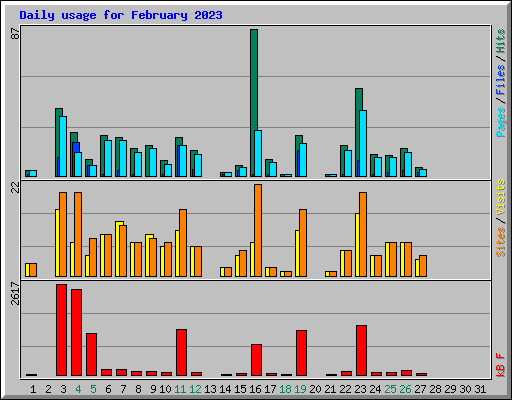 Daily usage for February 2023
87
22
2617
Pages / Files / Hits
Sites / Visits
kB F
1 2 3 4 5 6 7 8 9 10 11 12 13 14 15 16 17 18 19 20 21 22 23 24 25 26 27 28 29 30 31